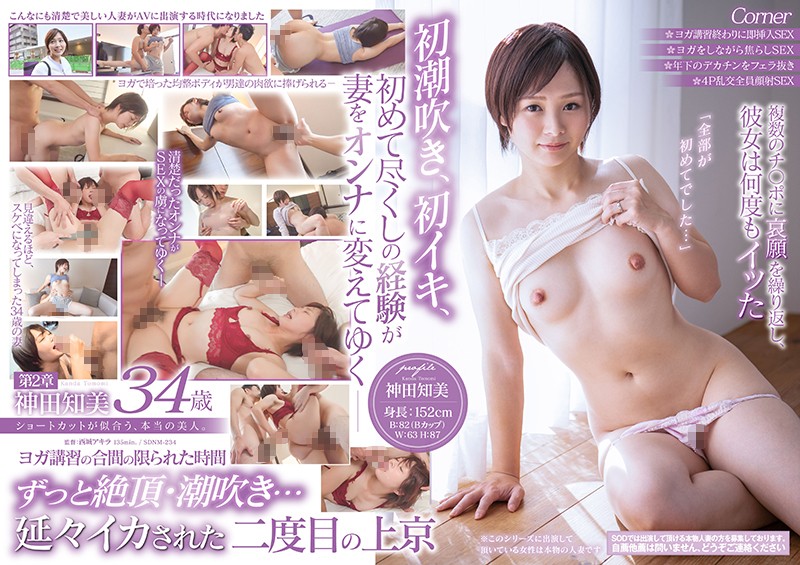 こんなにも清楚で美しい人妻がAVに出演する時代になりました
―ヨガで培った均整ボディが男達の肉欲に捧げられる―
清楚だったオンナが
SEXの虜になってゆく―
見違えるほど、
スケベになってしまった34歳の妻
初潮吹き、初イキ、
初めて尽くしの経験が
妻をオンナに変えてゆく――
第2章
Kanda Tomomi
神田知美 34歳
ショートカットが似合う、本当の美人。
監督:西城アキラ 135min. / SDNM-234
ヨガ講習の合間の限られた時間
ずっと絶頂・潮吹き…
延々イカされた 二度目の上京
profile
神田知美
Kanda Tomomi
身長:152cm
B:82(Bカップ)
W:63 H:87
Corner
☆ヨガ講習終わりに即挿入SEX
☆ヨガをしながら焦らしSEX
☆年下のデカチンをフェラ抜き
☆4P乱交全員顔射SEX
複数のチ○ポに哀願を繰り返し、
彼女は何度もイッた
「全部が
初めてでした…」
※このシリーズに出演して
頂いている女性は本物の人妻です
SODでは出演して頂ける本物人妻の方を募集しております。
自薦他薦は問いません、どうぞご連絡ください